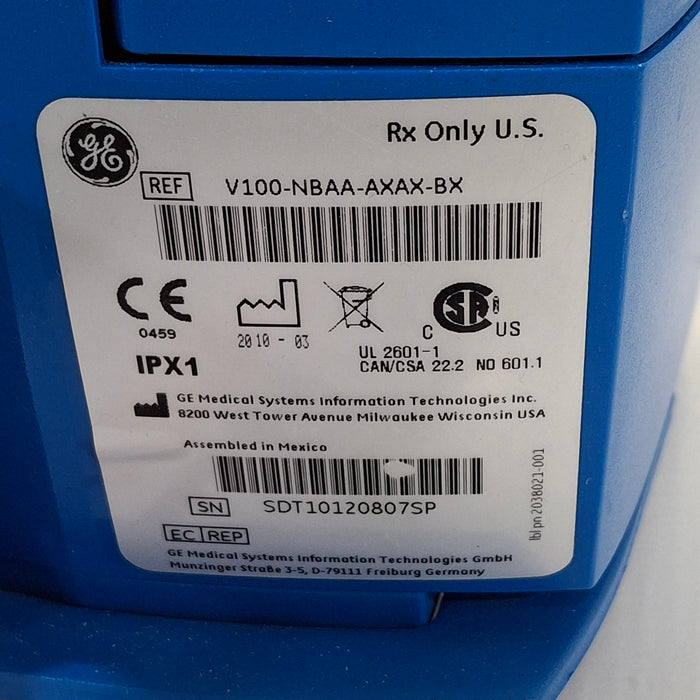 GE
Rx Only U.S.
REF V100-NBAA-AXAX-BX
CE
0459
2010-03
C SA US
UL 2601-1
CAN/CSA 22.2 NO 601.1
IPX1
GE Medical Systems Information Technologies Inc.
8200 West Tower Avenue Milwaukee Wisconsin USA
Assembled in Mexico
SN SDT10120807SP
EC REP
GE Medical Systems Information Technologies GmbH
Munzinger Straße 3-5, D-79111 Freiburg Germany
lbl pn 2038021-001